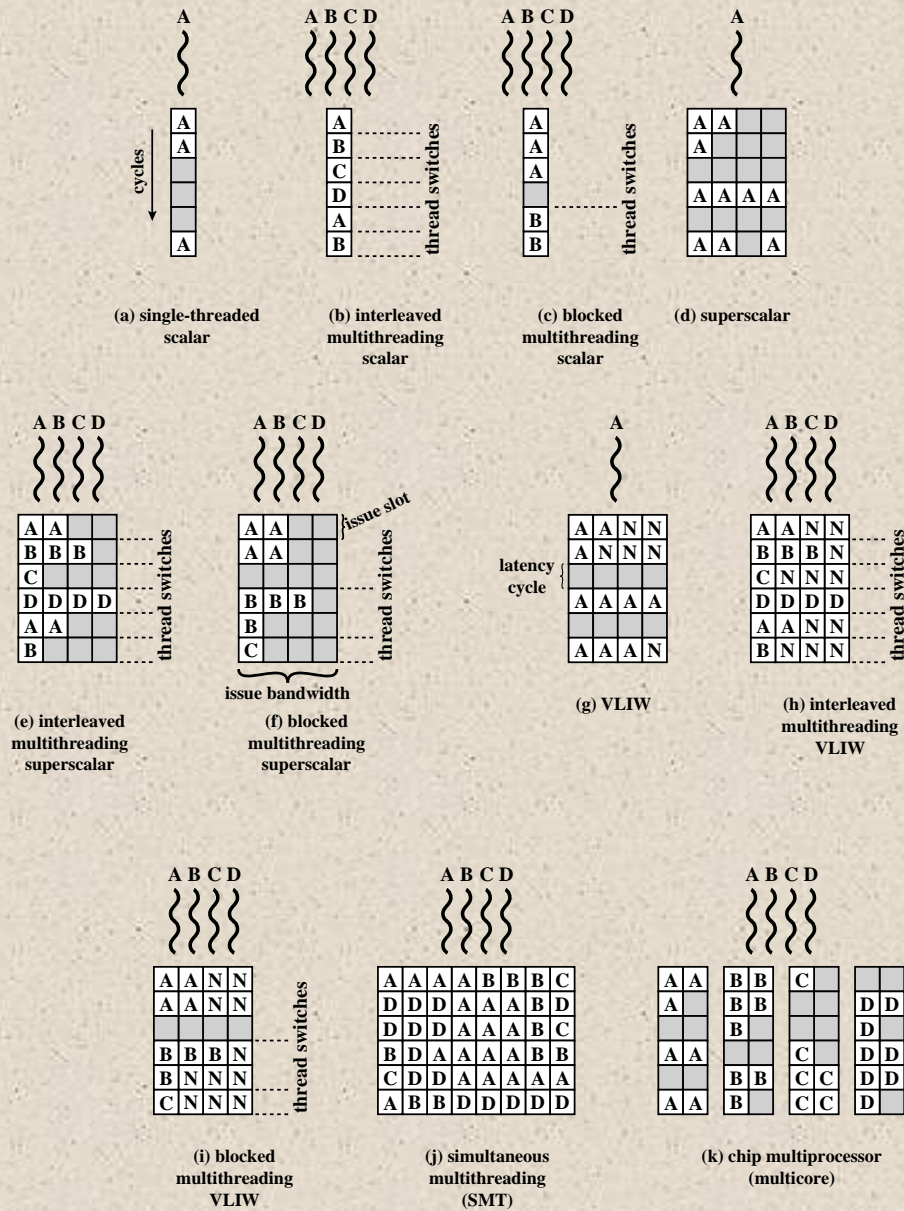 A
A B C D
A B C D
A
A
A
A
cycles
A
B
C
D
A
B
thread switches
A
A
A
B
B
thread switches
A A
A
A A A A
A A A
(a) single-threaded
scalar
(b) interleaved
multithreading
scalar
(c) blocked
multithreading
scalar
(d) superscalar
A B C D
A B C D
A
A B C D
A A
B B B
C
D D D D
A A
B
thread switches
A A
A A
B B B
B
C
issue slot
thread switches
issue bandwidth
latency
cycle
A A N N
A N N N
A A A A
A A A N
A A N N
B B B N
C N N N
D D D D
A A N N
B N N N
thread switches
(e) interleaved
multithreading
superscalar
(f) blocked
multithreading
superscalar
(g) VLIW
(h) interleaved
multithreading
VLIW
A B C D
A B C D
A B C D
A A N N
A A N N
B B B N
B N N N
C N N N
thread switches
A A A A B B B C
D D D A A A B D
D D D A A A B C
B D A A A A B B
C D D A A A A A
A B B D D D D D
A A
A
A A
A A
B B
B B
B
B B
B
C
C
C C
C C
D D
D
D D
D D
D
(i) blocked
multithreading
VLIW
(j) simultaneous
multithreading
(SMT)
(k) chip multiprocessor
(multicore)